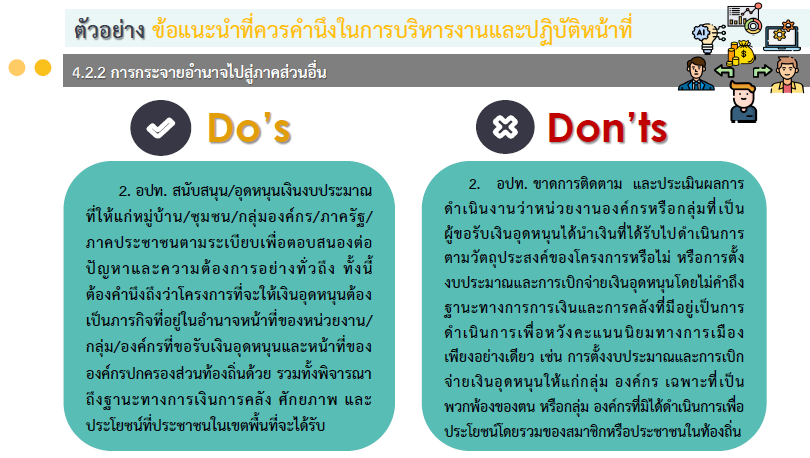 ตัวอย่าง ข้อแนะนำที่ควรคำนึงในการบริหารงานและปฏิบัติหน้าที่
4.2.2 การกระจายอำนาจไปสู่ภาคส่วนอื่น
AI
Do's
2. อปท. สนับสนุน/อุดหนุนเงินงบประมาณ
ที่ให้แก่หมู่บ้าน/ชุมชน/กลุ่มองค์กร/ภาครัฐ/
ภาคประชาชนตามระเบียบเพื่อตอบสนองต่อ
ปัญหาและความต้องการอย่างทั่วถึง ทั้งนี้
ต้องคำนึงถึงว่าโครงการที่จะให้เงินอุดหนุนต้อง
เป็นภารกิจที่อยู่ในอำนาจหน้าที่ของหน่วยงาน/
กลุ่ม/องค์กรที่ขอรับเงินอุดหนุนและหน้าที่ของ
องค์กรปกครองส่วนท้องถิ่นด้วย รวมทั้งพิจารณา
ถึงฐานะทางการเงินการคลัง ศักยภาพ และ
ประโยชน์ที่ประชาชนในเขตพื้นที่จะได้รับ
Don'ts
2. อปท. ขาดการติดตาม และประเมินผลการ
ดำเนินงานว่าหน่วยงานองค์กรหรือกลุ่มที่เป็น
ผู้ขอรับเงินอุดหนุนได้นำเงินที่ได้รับไปดำเนินการ
ตามวัตถุประสงค์ของโครงการหรือไม่ หรือการตั้ง
งบประมาณและการเบิกจ่ายเงินอุดหนุนโดยไม่คำถึง
ฐานะทางการการเงินและการคลังที่มีอยู่เป็นการ
ดำเนินการเพื่อหวังคะแนนนิยมทางการเมือง
เพียงอย่างเดียว เช่น การตั้งงบประมาณและการเบิก
จ่ายเงินอุดหนุนให้แก่กลุ่ม องค์กร เฉพาะที่เป็น
พวกพ้องของตน หรือกลุ่ม องค์กรที่มิได้ดำเนินการเพื่อ
ประโยชน์โดยรวมของสมาชิกหรือประชาชนในท้องถิ่น